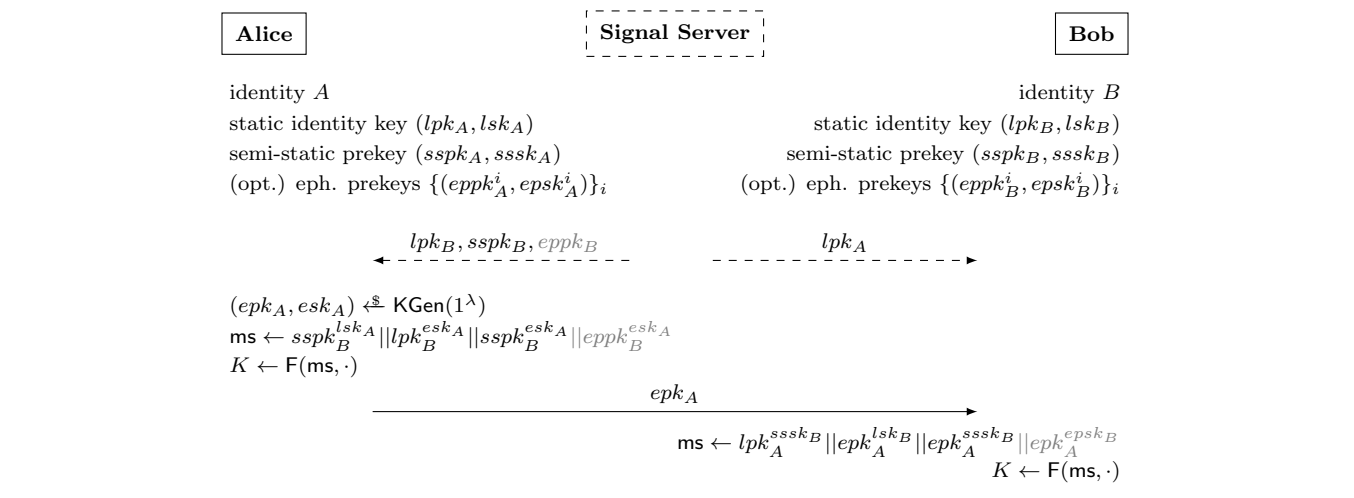 Alice Signal Server Bob
identity A identity B
static identity key (lpk_A, lsk_A) static identity key (lpk_B, lsk_B)
semi-static prekey (sspk_A, sssk_A) semi-static prekey (sspk_B, sssk_B)
(opt.) eph. prekeys {(eppk_A^i, epsk_A^i)}_i (opt.) eph. prekeys {(eppk_B^i, epsk_B^i)}_i
lpk_B, sspk_B, eppk_B lpk_A
(epk_A, esk_A) ←$ KGen(1^λ)
ms ← sspk_B^{lsk_A}||lpk_B^{esk_A}||sspk_B^{esk_A}||eppk_B^{esk_A}
K ← F(ms, ·)
epk_A
ms ← lpk_A^{sssk_B}||epk_A^{lsk_B}||epk_A^{sssk_B}||epk_A^{epsk_B}
K ← F(ms, ·)